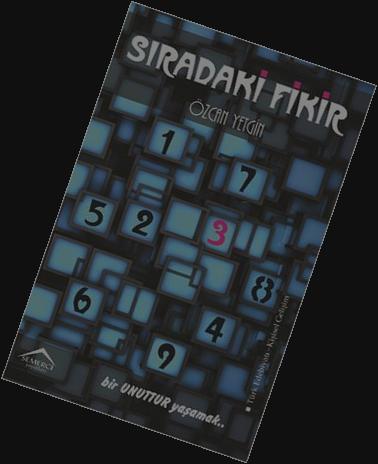 SIRADAKİ FİKİR
ÖZCAN YETGİN
1
7
5 2 3
8
6
4
9
SEMERCİ
bir UNUTTUR yaşamak..
Türk Edebiyatı - Kişisel Gelişim